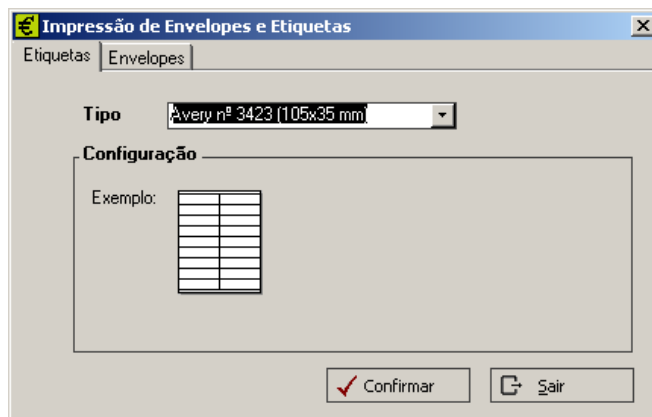 Impressão de Envelopes e Etiquetas
Etiquetas Envelopes
Tipo Avery nº 3423 (105x35 mm)
Configuração
Exemplo:
Confirmar Sair